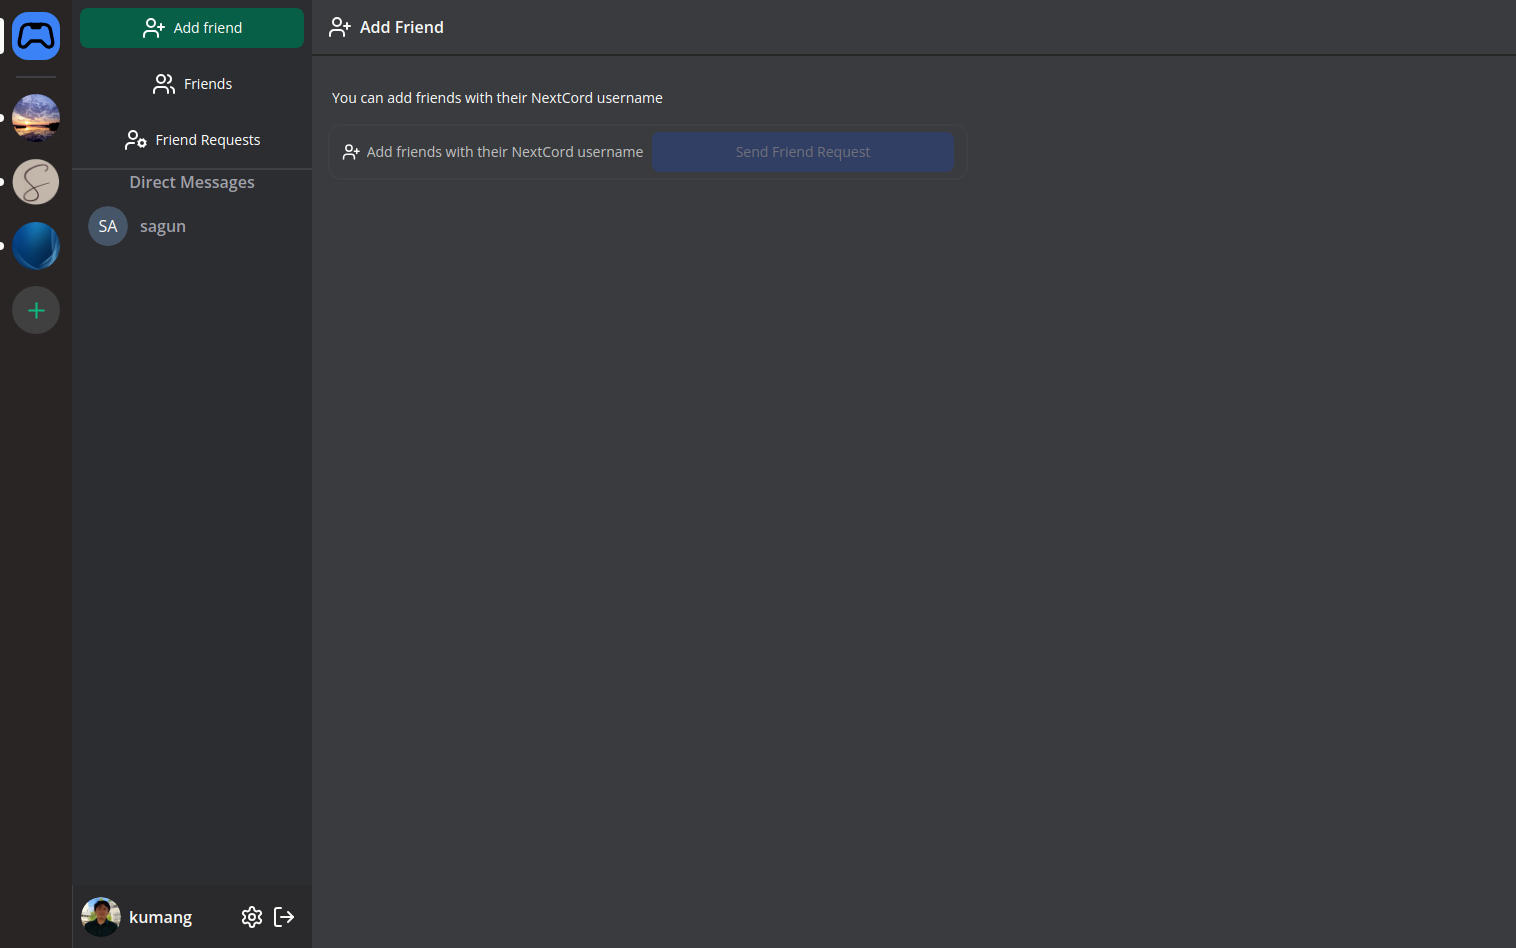 Add friend
Friends
Friend Requests
Direct Messages
SA sagun
kumang
Add Friend
You can add friends with their NextCord username
Add friends with their NextCord username Send Friend Request